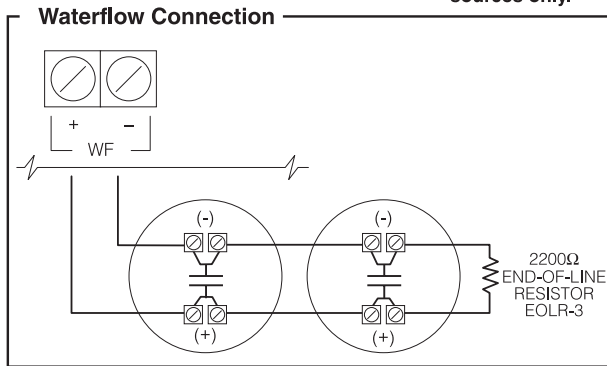 sources only.
Waterflow Connection
+ −
WF
(-) (-)
(+) (+)
2200Ω
END-OF-LINE
RESISTOR
EOLR-3